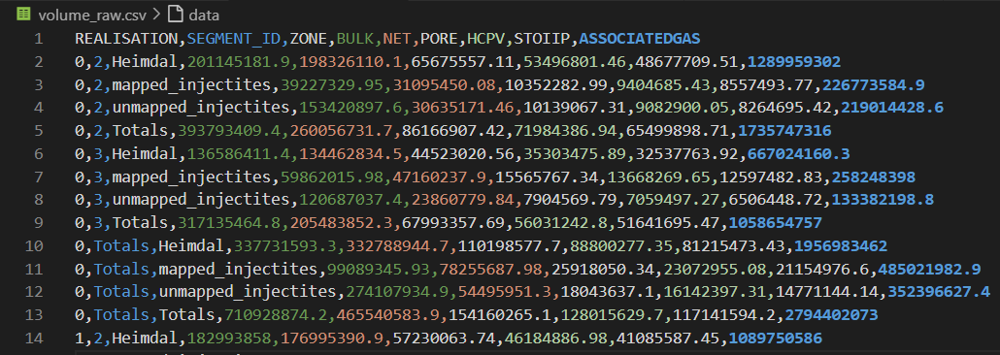 volume_raw.csv > data
1 REALISATION,SEGMENT_ID,ZONE,BULK,NET,PORE,HCPV,STOIIP,ASSOCIATEDGAS
2 0,2,Heimdal,201145181.9,198326110.1,65675557.11,53496801.46,48677709.51,1289959302
3 0,2,mapped_injectites,39227329.95,31095450.08,10352282.99,9404685.43,8557493.77,226773584.9
4 0,2,unmapped_injectites,153420897.6,30635171.46,10139067.31,9082900.05,8264695.42,219014428.6
5 0,2,Totals,393793409.4,260056731.7,86166907.42,71984386.94,65499898.71,1735747316
6 0,3,Heimdal,136586411.4,134462834.5,44523020.56,35303475.89,32537763.92,667024160.3
7 0,3,mapped_injectites,59862015.98,47160237.9,15565767.34,13668269.65,12597482.83,258248398
8 0,3,unmapped_injectites,120687037.4,23860779.84,7904569.79,7059497.27,6506448.72,133382198.8
9 0,3,Totals,317135464.8,205483852.3,67993357.69,56031242.8,51641695.47,1058654757
10 0,Totals,Heimdal,337731593.3,332788944.7,110198577.7,88800277.35,81215473.43,1956983462
11 0,Totals,mapped_injectites,99089345.93,78255687.98,25918050.34,23072955.08,21154976.6,485021982.9
12 0,Totals,unmapped_injectites,274107934.9,54495951.3,18043637.1,16142397.31,14771144.14,352396627.4
13 0,Totals,Totals,710928874.2,465540583.9,154160265.1,128015629.7,117141594.2,2794402073
14 1,2,Heimdal,182993858,176995390.9,57230063.74,46184886.98,41085587.45,1089750586